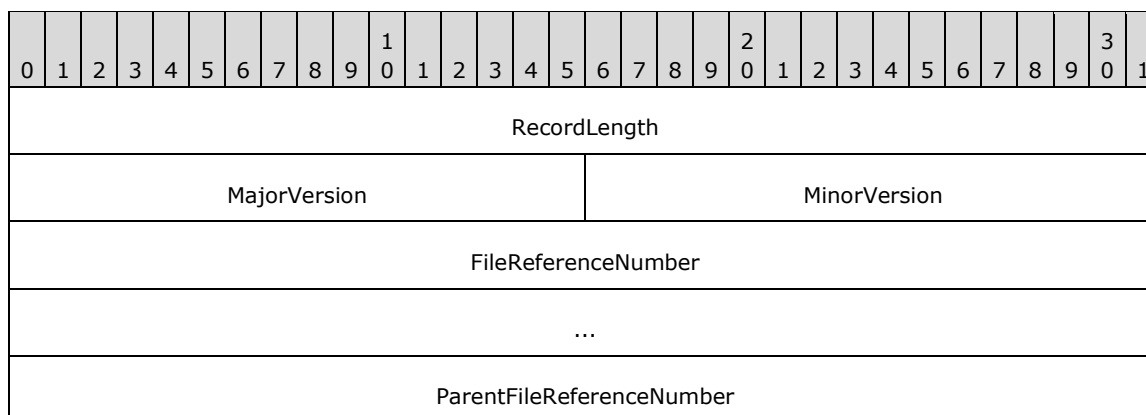 1 2 3
0 1 2 3 4 5 6 7 8 9 0 1 2 3 4 5 6 7 8 9 0 1 2 3 4 5 6 7 8 9 0 1
RecordLength
MajorVersion MinorVersion
FileReferenceNumber
...
ParentFileReferenceNumber